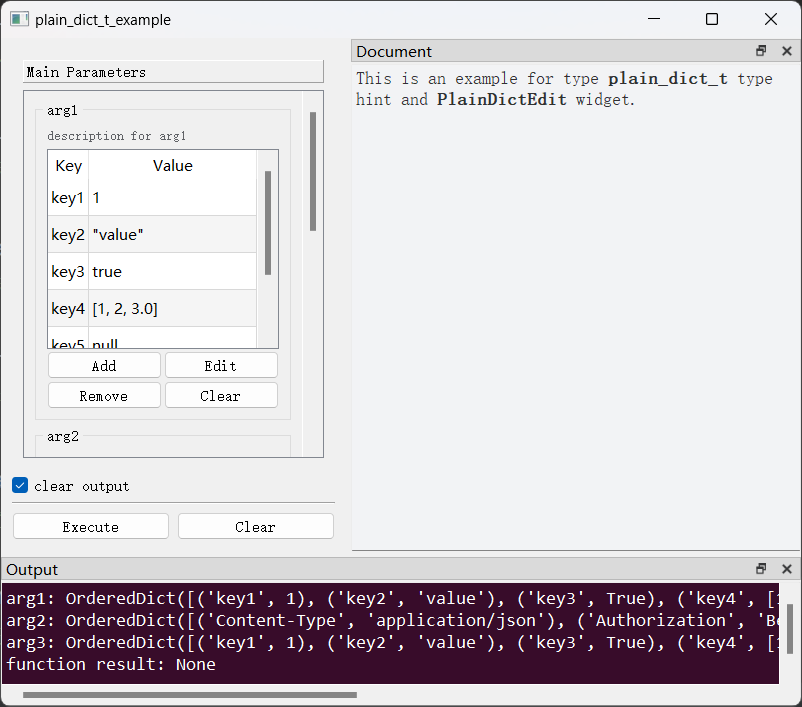 plain_dict_t_example
Main Parameters
arg1
description for arg1
Key Value
key1 1
key2 "value"
key3 true
key4 [1, 2, 3.0]
key5 null
Add Edit
Remove Clear
arg2
clear output
Execute Clear
Document
This is an example for type plain_dict_t type
hint and PlainDictEdit widget.
Output
arg1: OrderedDict([('key1', 1), ('key2', 'value'), ('key3', True), ('key4', [1
arg2: OrderedDict([('Content-Type', 'application/json'), ('Authorization', 'Be
arg3: OrderedDict([('key1', 1), ('key2', 'value'), ('key3', True), ('key4', [1
function result: None